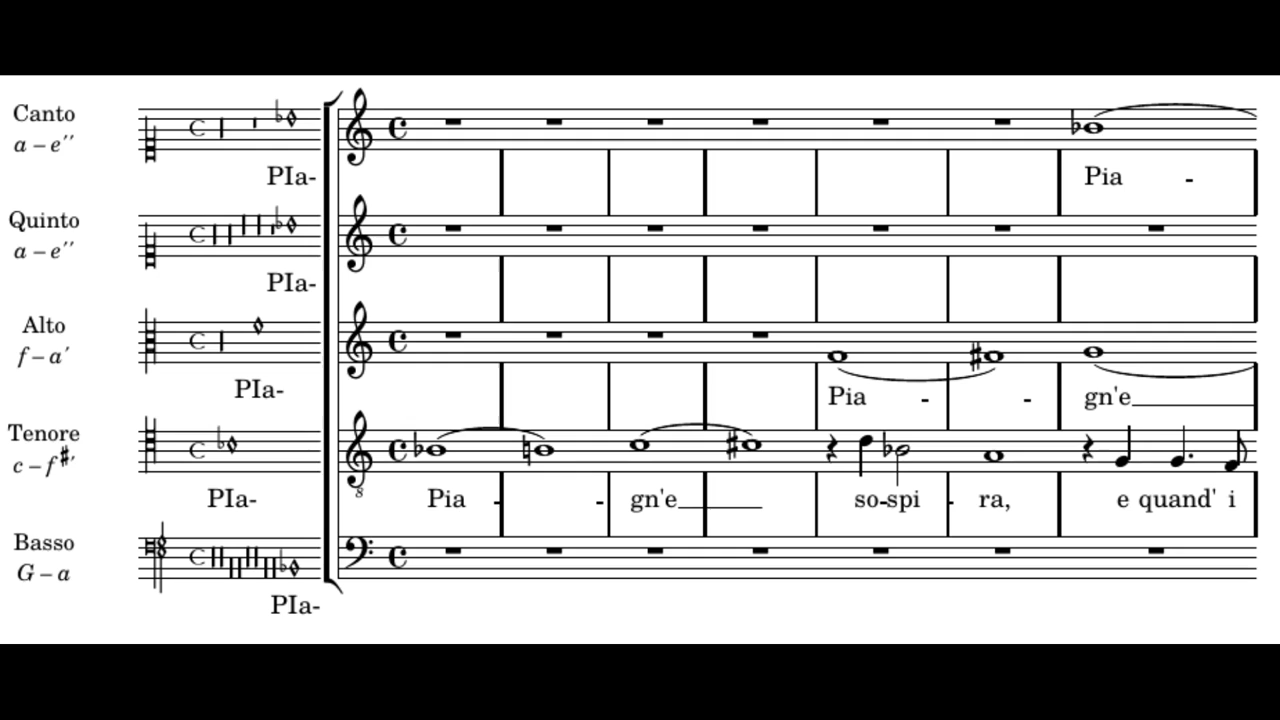 Canto
a – e′′
PIa-
Pia -
Quinto
a – e′′
PIa-
Alto
f – a′
PIa-
Pia - - gn'e
Tenore
c – f♯′
PIa-
8
Pia - - gn'e so-spi - ra, e quand' i
Basso
G – a
PIa-